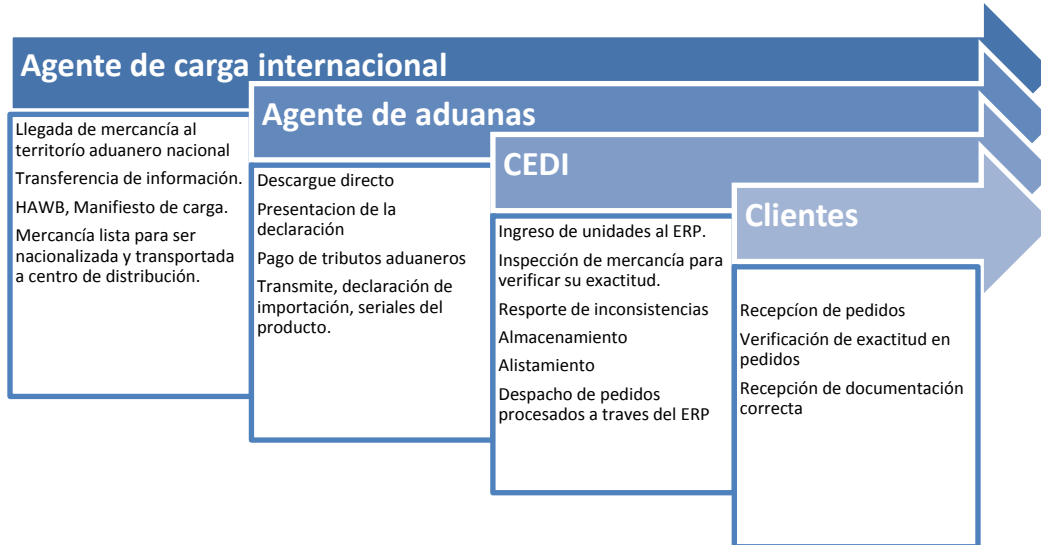 Agente de carga internacional
Llegada de mercancía al
territorío aduanero nacional
Transferencia de información.
HAWB, Manifiesto de carga.
Mercancía lista para ser
nacionalizada y transportada
a centro de distribución.
Agente de aduanas
Descargue directo
Presentacion de la
declaración
Pago de tributos aduaneros
Transmite, declaración de
importación, seriales del
producto.
CEDI
Ingreso de unidades al ERP.
Inspección de mercancía para
verificar su exactitud.
Resporte de inconsistencias
Almacenamiento
Alistamiento
Despacho de pedidos
procesados a traves del ERP
Clientes
Recepcíon de pedidos
Verificación de exactitud en
pedidos
Recepción de documentación
correcta